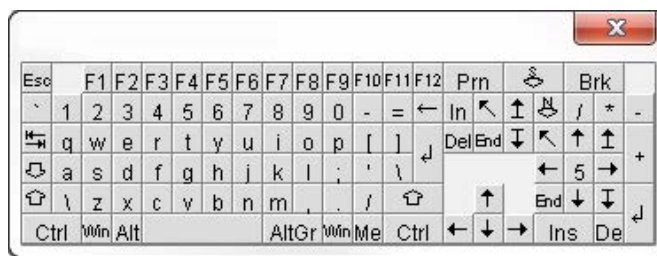 Esc F1 F2 F3 F4 F5 F6 F7 F8 F9 F10 F11 F12 Prn S Brk
` 1 2 3 4 5 6 7 8 9 0 - = ← In ↖ ↥ N / * -
↹ q w e r t y u i o p [ ] ↲ Del End ↧ ↖ ↑ ↥ +
⇩ a s d f g h j k l ; ' \ ← 5 →
⇧ \ z x c v b n m , . / ⇧ ↑ End ↓ ↧ ↲
Ctrl Win Alt AltGr Win Me Ctrl ← ↓ → Ins De